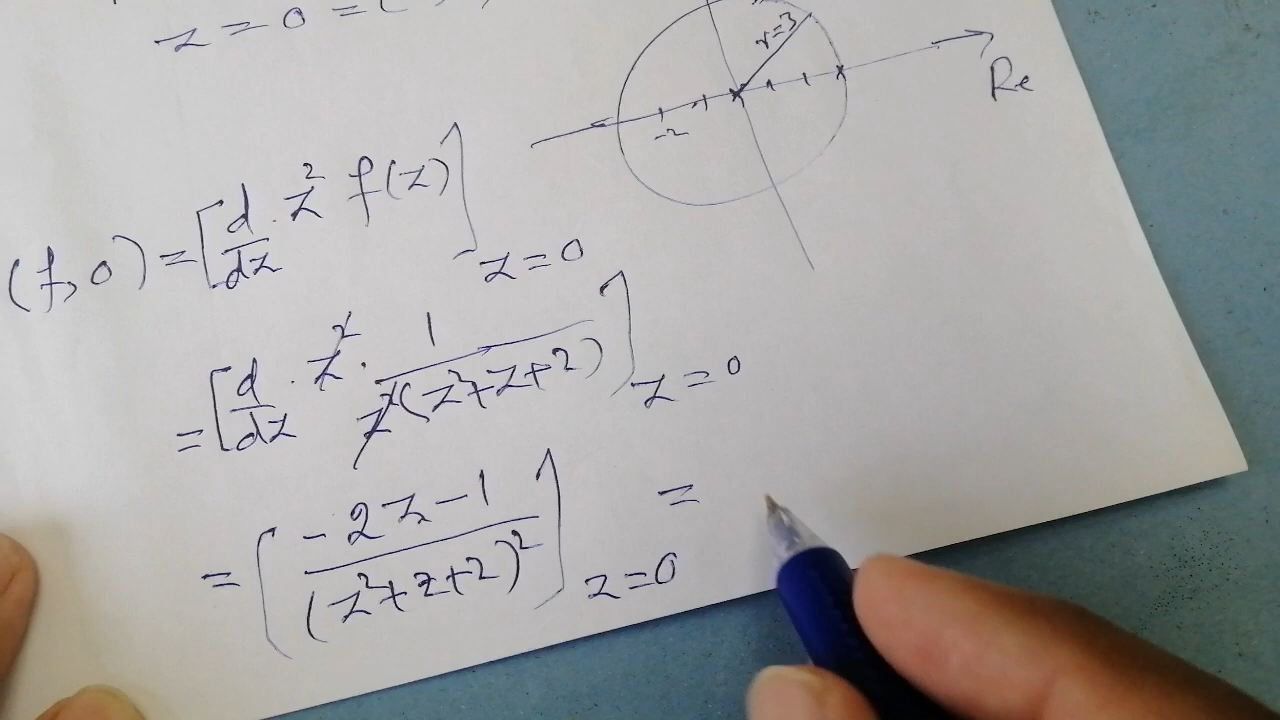 z = 0 = (
r=3
Re
-2
(f, 0) = [d/dz . z² f(z)] z=0
= [d/dz . z² . 1/z²(z²+z+2)] z=0
= [-2z-1/(z²+z+2)²] z=0 =